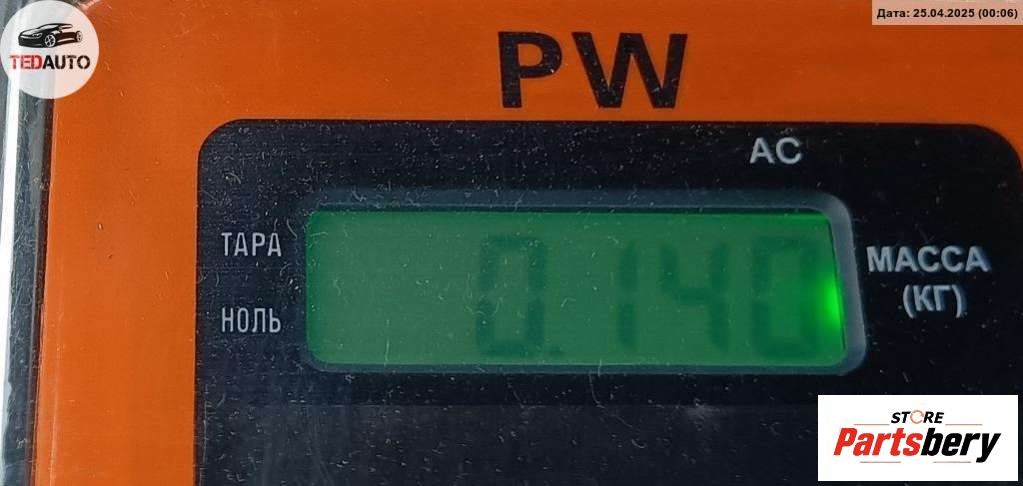 Дата: 25.04.2025 (00:06)
TEDAUTO
PW
AC
ТАРА
НОЛЬ
0.140
МАССА
(КГ)
STORE
Partsbery